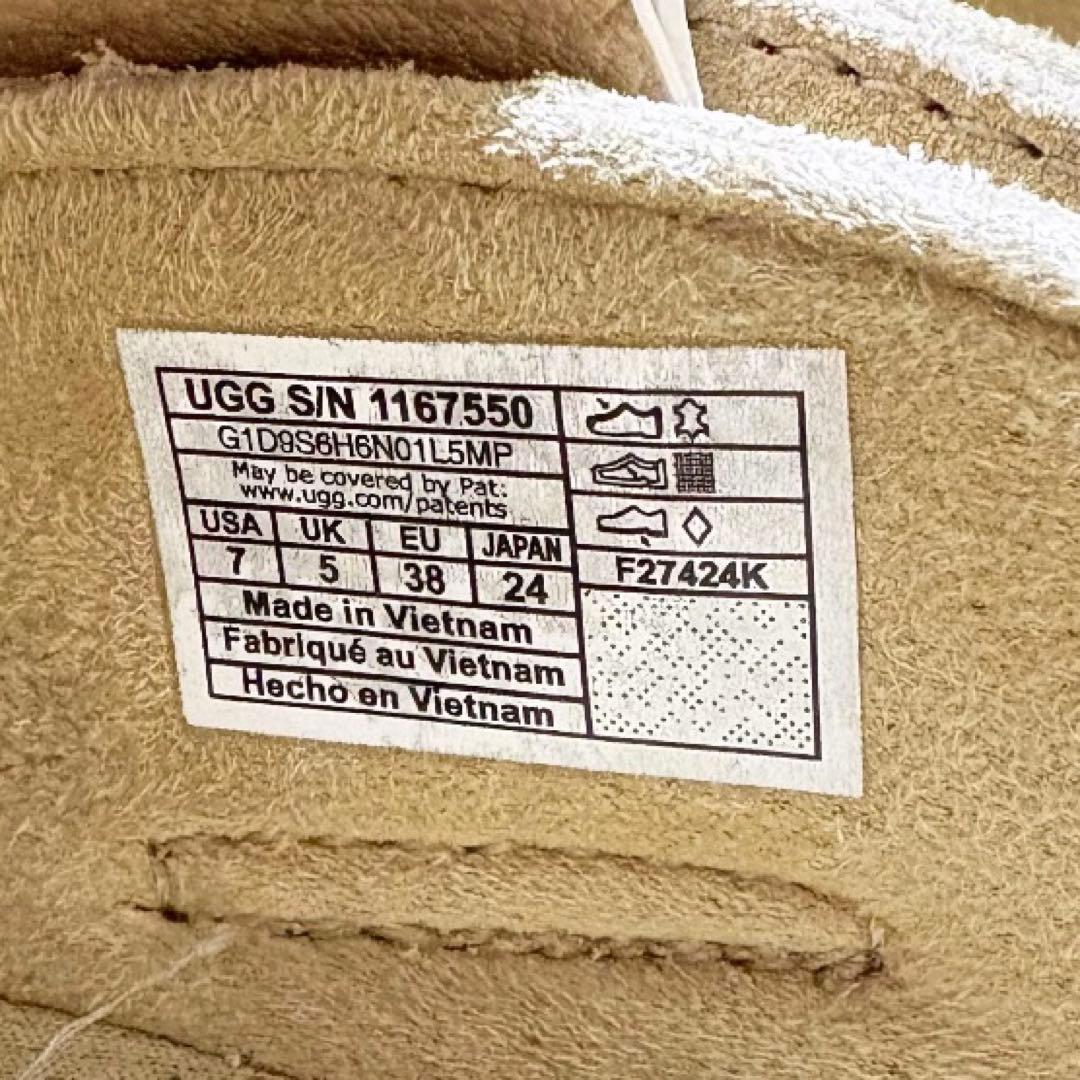 UGG S/N 1167550
G1D9S6H6N01L5MP
May be covered by Pat:
www.ugg.com/patents
USA UK EU JAPAN
7 5 38 24
Made in Vietnam
Fabriqué au Vietnam
Hecho en Vietnam
F27424K